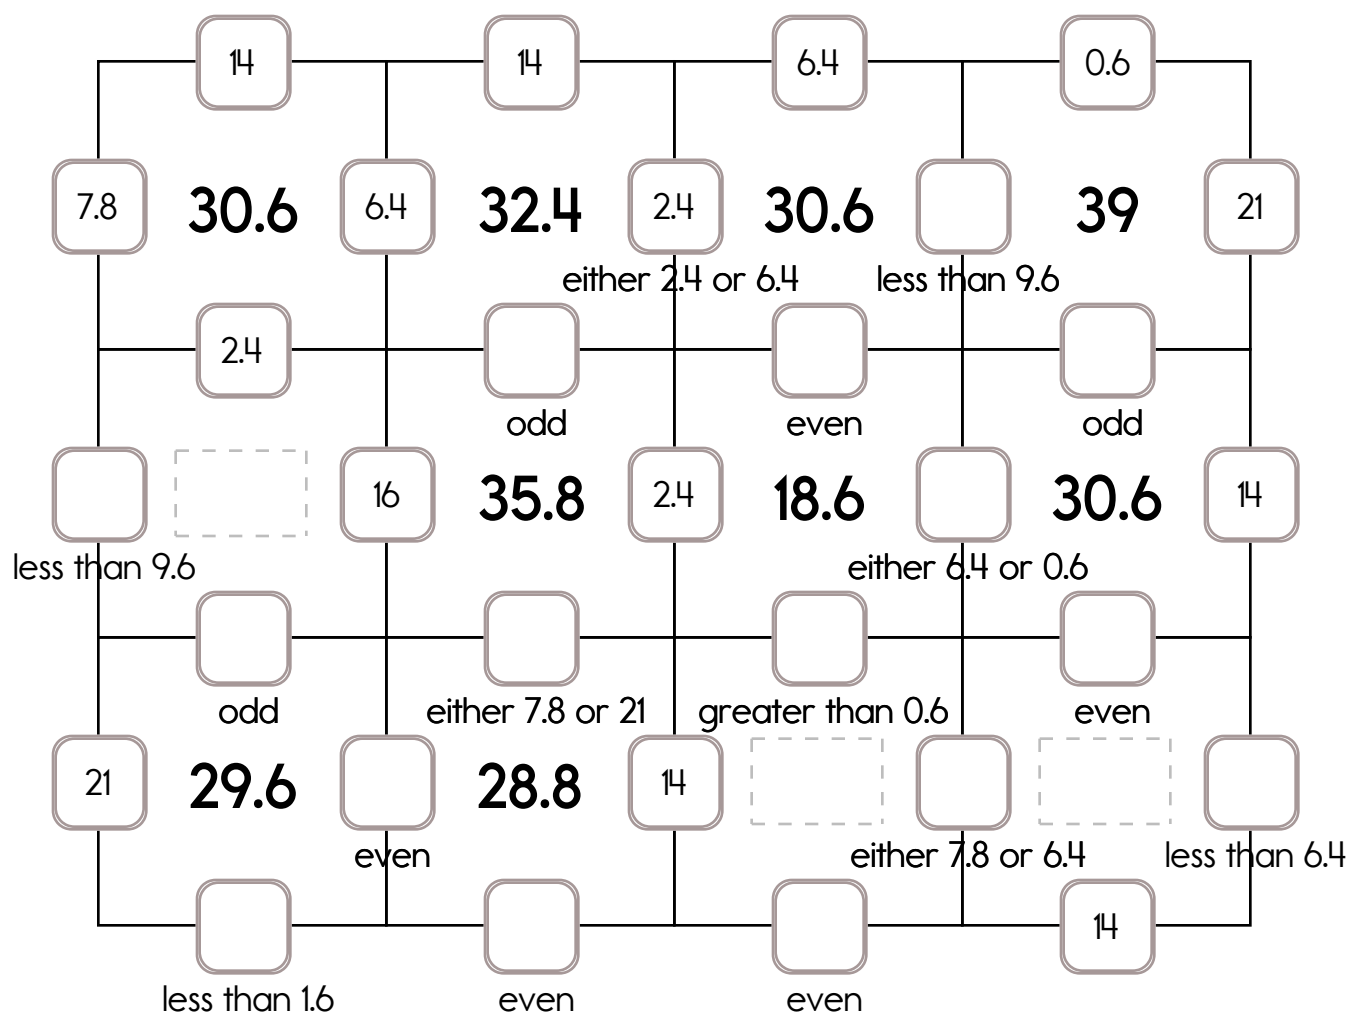 14 14 6.4 0.6
7.8 30.6 6.4 32.4 2.4 30.6 39 21
either 2.4 or 6.4 less than 9.6
2.4
odd even odd
16 35.8 2.4 18.6 30.6 14
less than 9.6 either 6.4 or 0.6
odd either 7.8 or 21 greater than 0.6 even
21 29.6 28.8 14
even either 7.8 or 6.4 less than 6.4
14
less than 1.6 even even